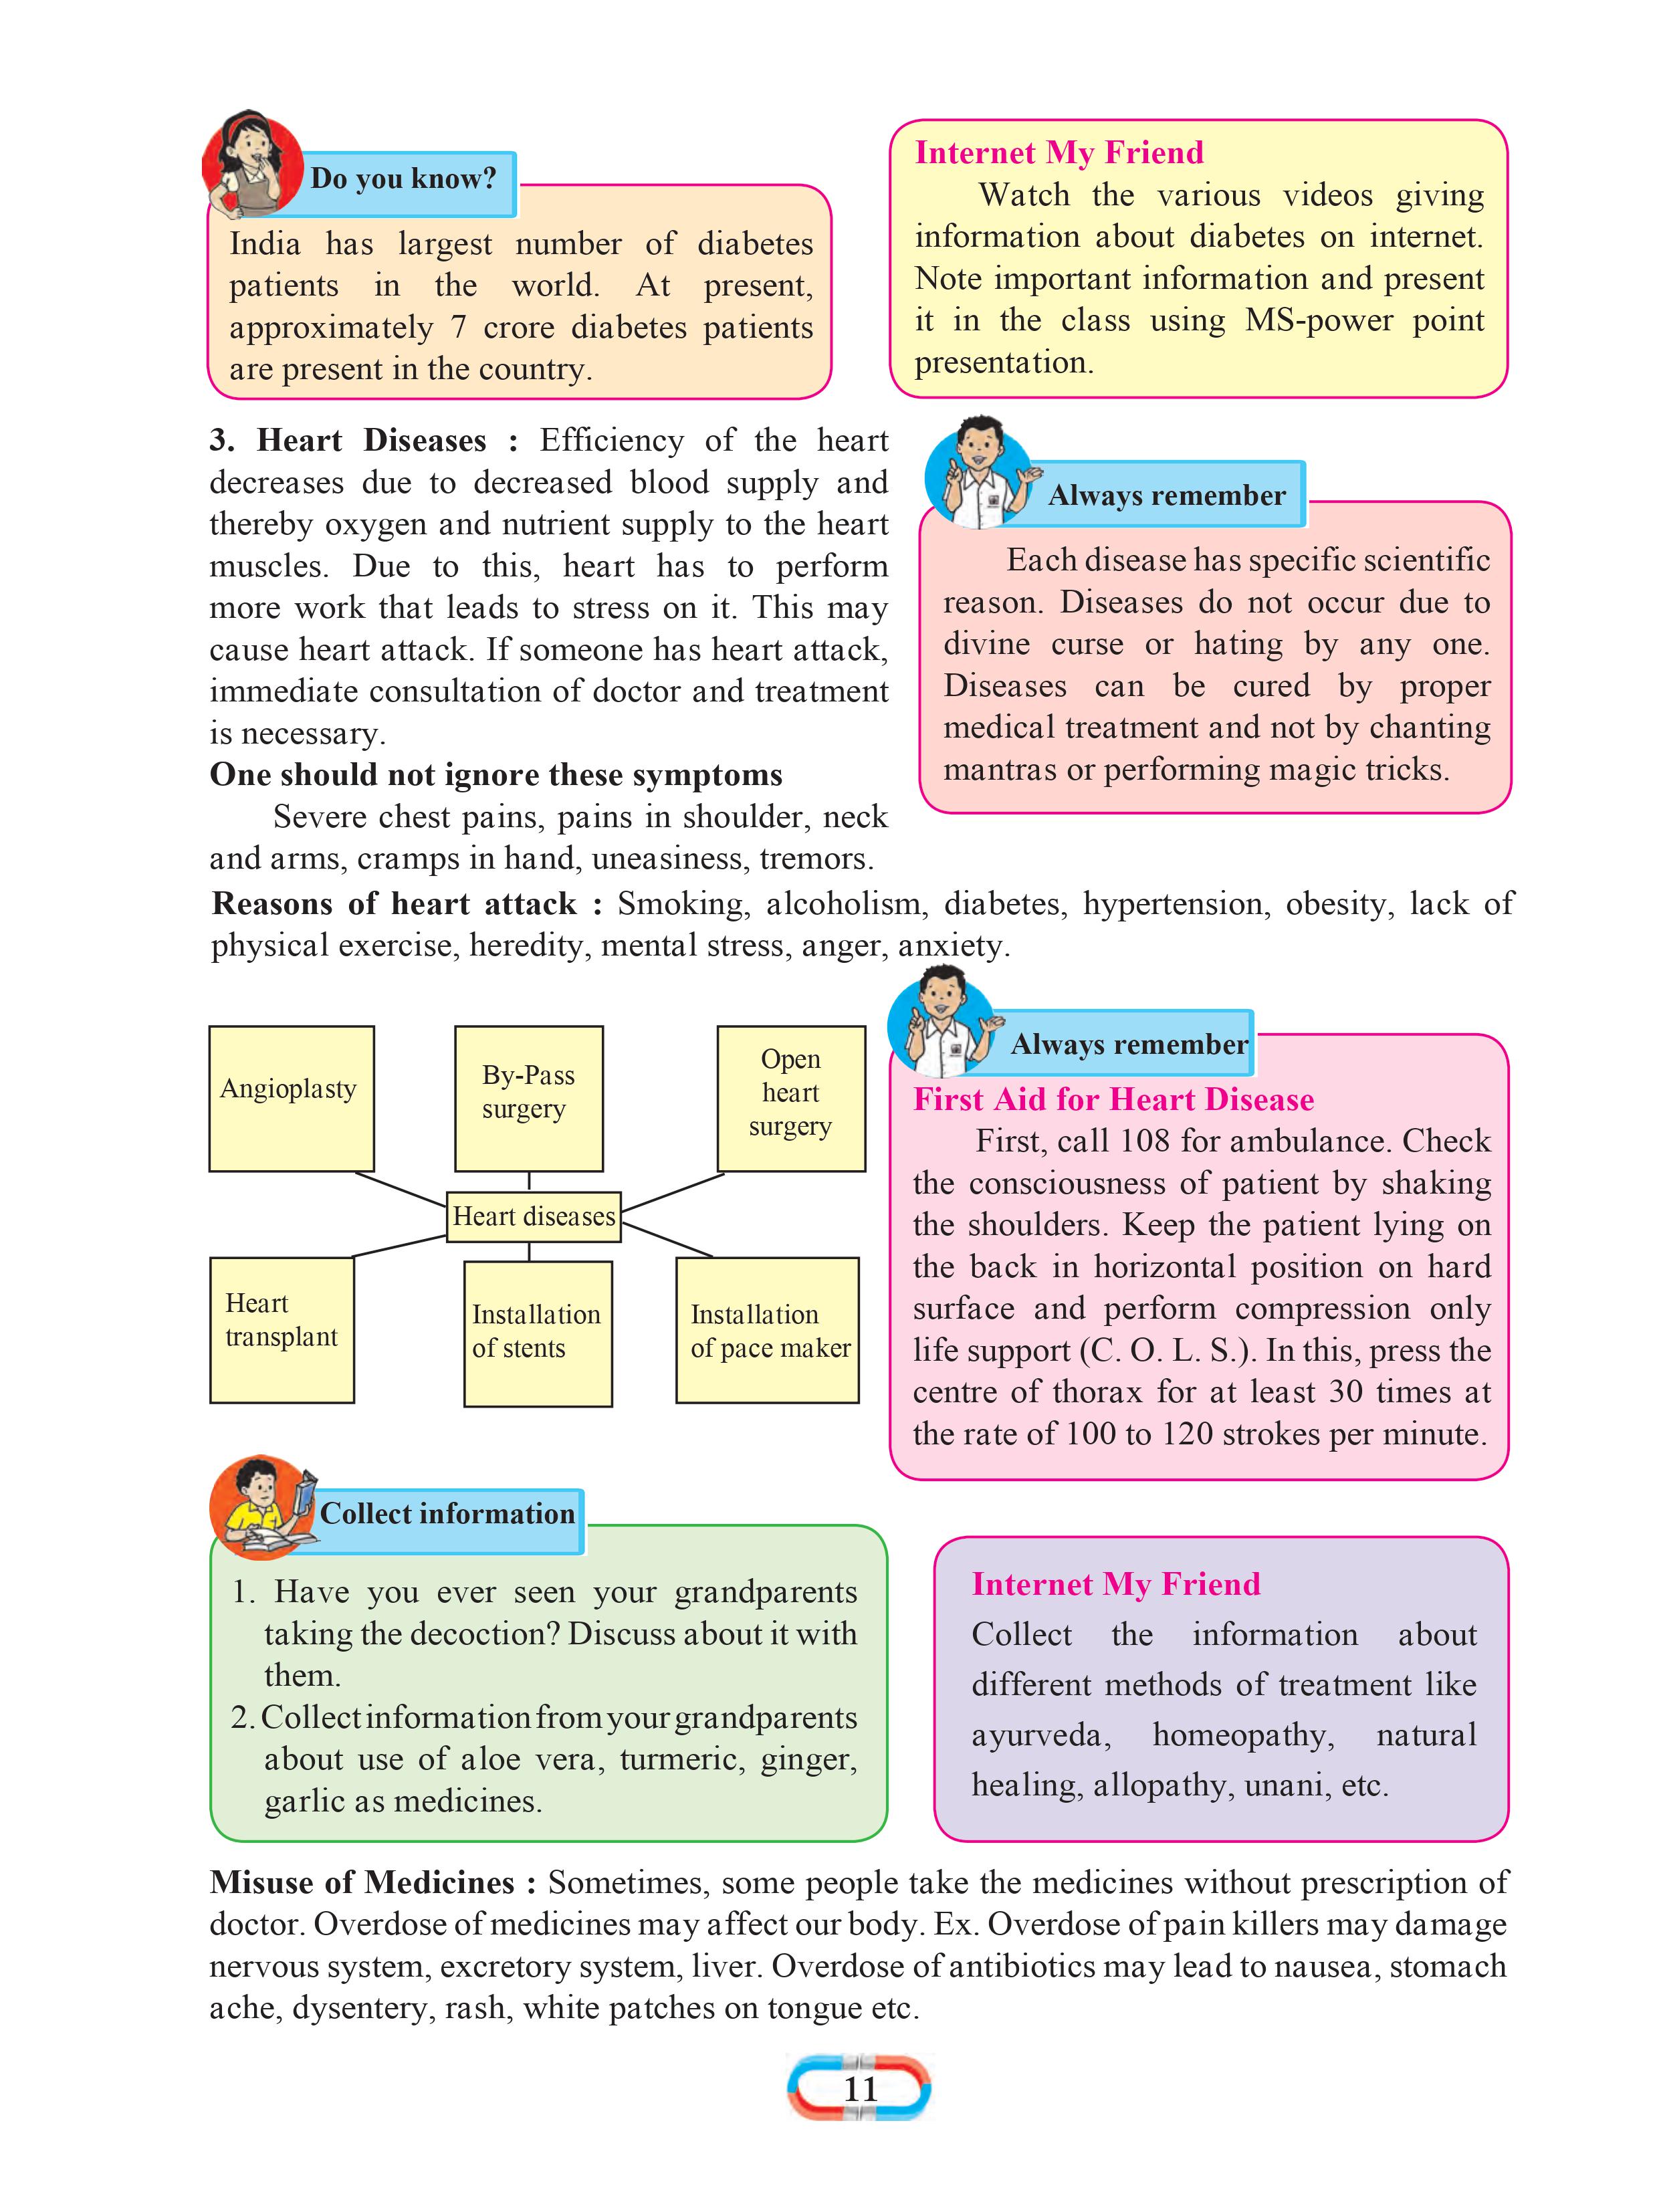 Do you know?
India has largest number of diabetes
patients in the world. At present,
approximately 7 crore diabetes patients
are present in the country.
Internet My Friend
Watch the various videos giving
information about diabetes on internet.
Note important information and present
it in the class using MS-power point
presentation.
3. Heart Diseases : Efficiency of the heart
decreases due to decreased blood supply and
thereby oxygen and nutrient supply to the heart
muscles. Due to this, heart has to perform
more work that leads to stress on it. This may
cause heart attack. If someone has heart attack,
immediate consultation of doctor and treatment
is necessary.
One should not ignore these symptoms
Severe chest pains, pains in shoulder, neck
and arms, cramps in hand, uneasiness, tremors.
Always remember
Each disease has specific scientific
reason. Diseases do not occur due to
divine curse or hating by any one.
Diseases can be cured by proper
medical treatment and not by chanting
mantras or performing magic tricks.
Reasons of heart attack : Smoking, alcoholism, diabetes, hypertension, obesity, lack of
physical exercise, heredity, mental stress, anger, anxiety.
Angioplasty
By-Pass
surgery
Open
heart
surgery
Heart diseases
Heart
transplant
Installation
of stents
Installation
of pace maker
Always remember
First Aid for Heart Disease
First, call 108 for ambulance. Check
the consciousness of patient by shaking
the shoulders. Keep the patient lying on
the back in horizontal position on hard
surface and perform compression only
life support (C. O. L. S.). In this, press the
centre of thorax for at least 30 times at
the rate of 100 to 120 strokes per minute.
Collect information
1. Have you ever seen your grandparents
taking the decoction? Discuss about it with
them.
2. Collect information from your grandparents
about use of aloe vera, turmeric, ginger,
garlic as medicines.
Internet My Friend
Collect the information about
different methods of treatment like
ayurveda, homeopathy, natural
healing, allopathy, unani, etc.
Misuse of Medicines : Sometimes, some people take the medicines without prescription of
doctor. Overdose of medicines may affect our body. Ex. Overdose of pain killers may damage
nervous system, excretory system, liver. Overdose of antibiotics may lead to nausea, stomach
ache, dysentery, rash, white patches on tongue etc.
11